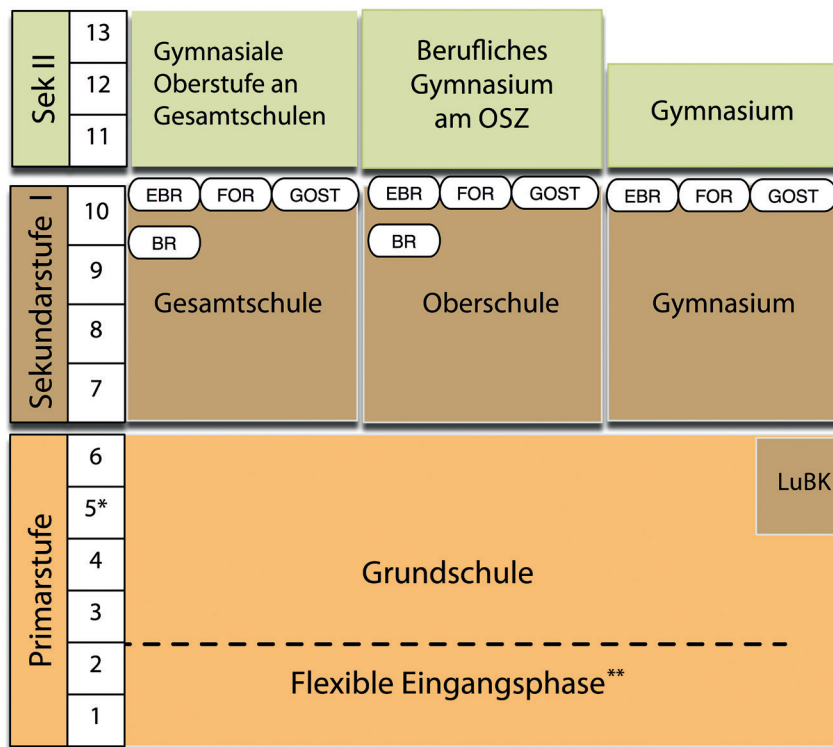 Sek II
13
12
11
Gymnasiale
Oberstufe an
Gesamtschulen
Berufliches
Gymnasium
am OSZ
Gymnasium
Sekundarstufe I
10
9
8
7
EBR FOR GOST
BR
Gesamtschule
EBR FOR GOST
BR
Oberschule
EBR FOR GOST
Gymnasium
Primarstufe
6
5*
4
3
2
1
LuBK
Grundschule
Flexible Eingangsphase**